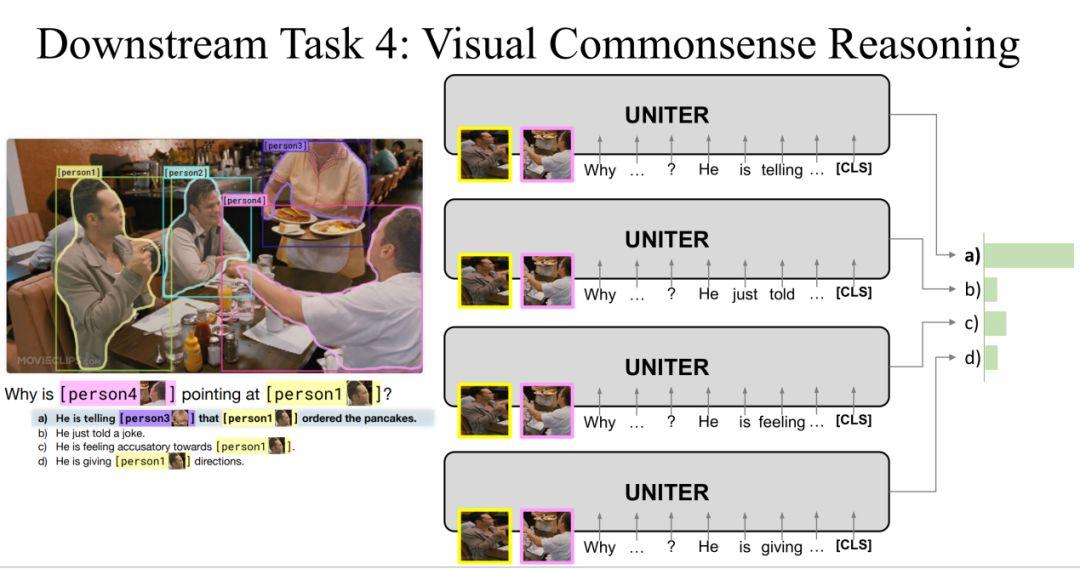 Downstream Task 4: Visual Commonsense Reasoning
[person1]
[person2]
[person3]
[person4]
MOVIECLIPS.COM
Why is [person4 ] pointing at [person1 ]?
a) He is telling [person3 ] that [person1 ] ordered the pancakes.
b) He just told a joke.
c) He is feeling accusatory towards [person1 ].
d) He is giving [person1 ] directions.
UNITER
Why ... ? He is telling ... [CLS]
UNITER
Why ... ? He just told ... [CLS]
UNITER
Why ... ? He is feeling ... [CLS]
UNITER
Why ... ? He is giving ... [CLS]
a)
b)
c)
d)